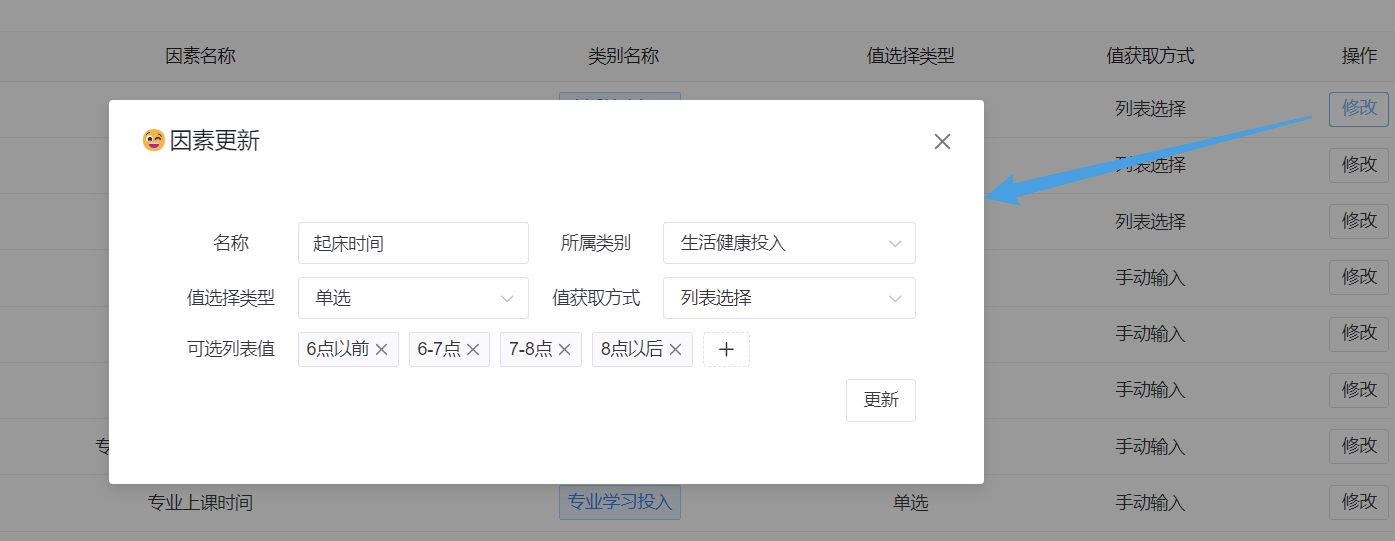 因素名称 类别名称 值选择类型 值获取方式 操作
列表选择 修改
😄因素更新
列表选择 修改
列表选择 修改
名称 起床时间 所属类别 生活健康投入
手动输入 修改
值选择类型 单选 值获取方式 列表选择
手动输入 修改
可选列表值 6点以前 6-7点 7-8点 8点以后 +
手动输入 修改
更新
专 手动输入 修改
专业上课时间 专业学习投入 单选 手动输入 修改